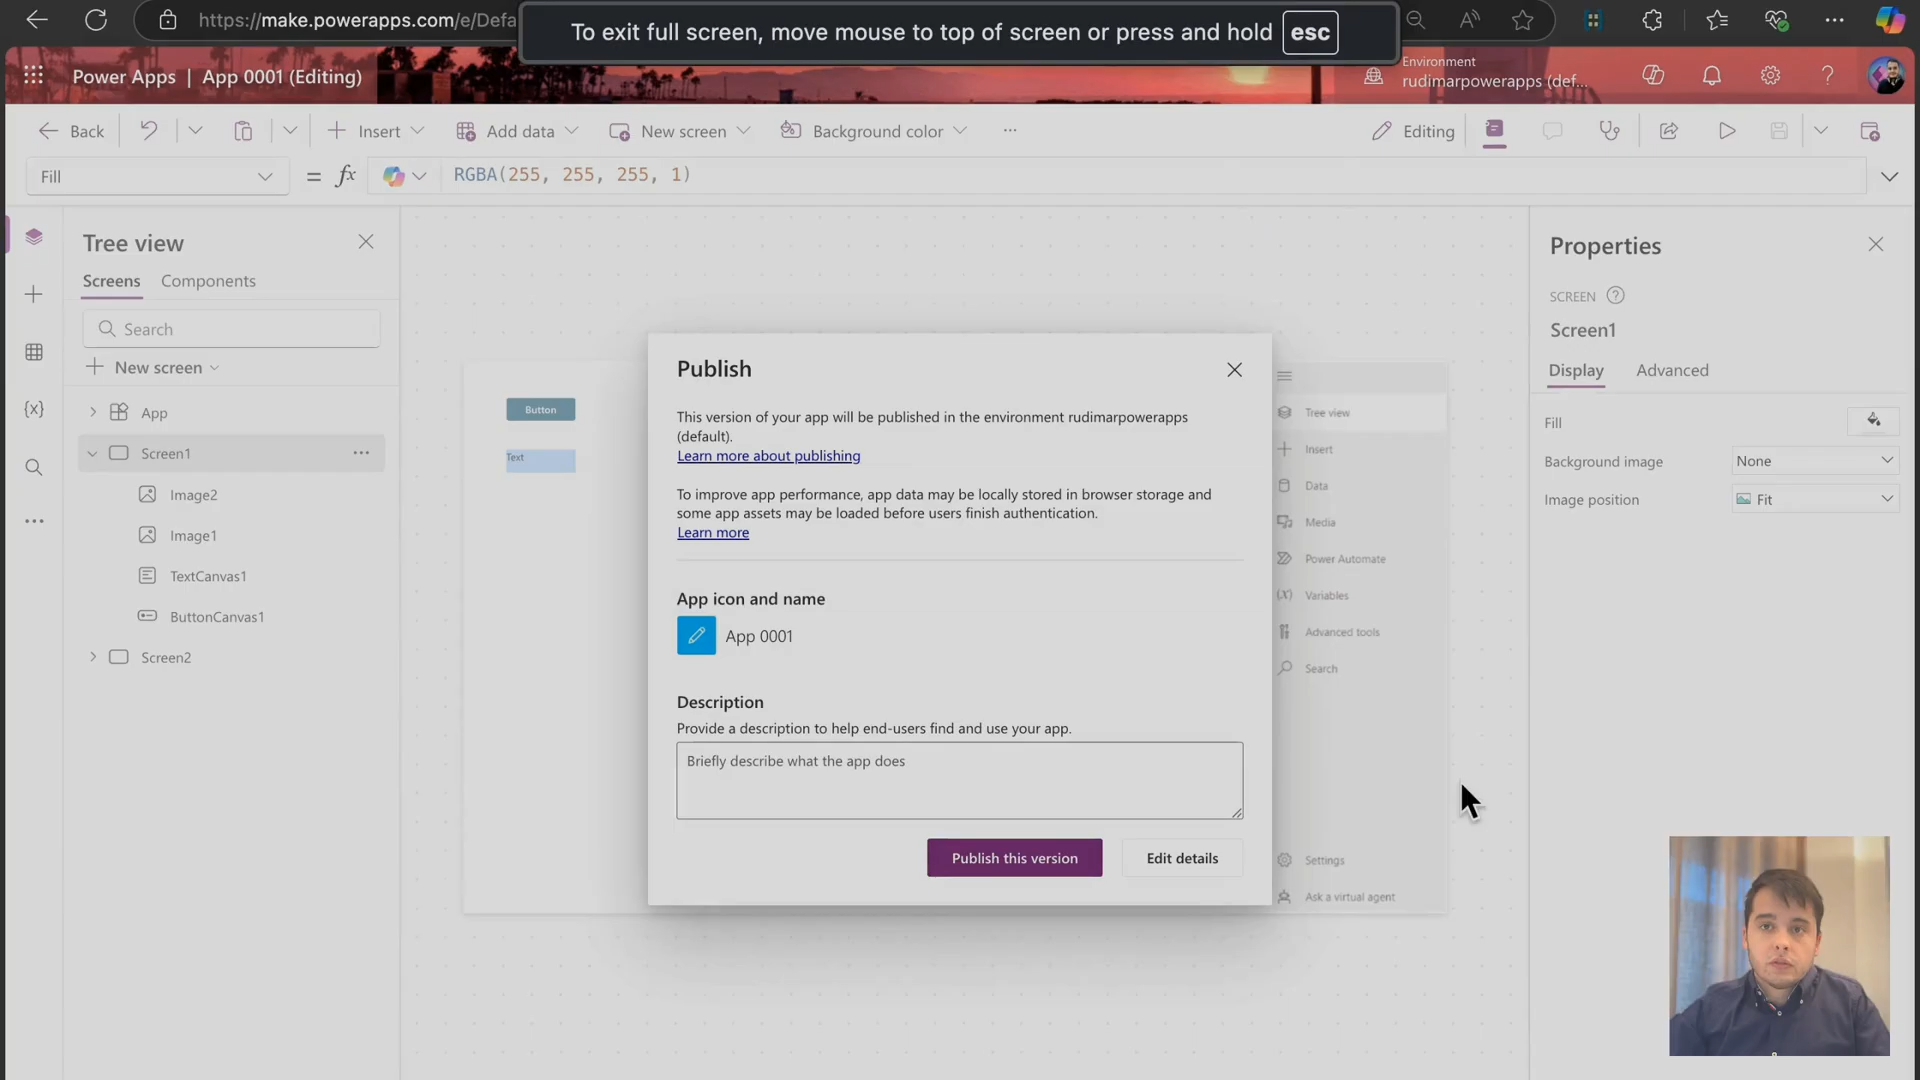 https://make.powerapps.com/e/Defa
To exit full screen, move mouse to top of screen or press and hold esc
Power Apps | App 0001 (Editing)
Environment
rudimarpowerapps (def...
Back
Insert
Add data
New screen
Background color
Editing
Fill
= fx
RGBA(255, 255, 255, 1)
Tree view
Screens
Components
Search
New screen
App
Screen1
Image2
Image1
TextCanvas1
ButtonCanvas1
Screen2
Button
Text
Publish
This version of your app will be published in the environment rudimarpowerapps
(default).
Learn more about publishing
To improve app performance, app data may be locally stored in browser storage and
some app assets may be loaded before users finish authentication.
Learn more
App icon and name
App 0001
Description
Provide a description to help end-users find and use your app.
Briefly describe what the app does
Publish this version
Edit details
Tree view
Insert
Data
Media
Power Automate
Variables
Advanced tools
Search
Settings
Ask a virtual agent
Properties
SCREEN
Screen1
Display
Advanced
Fill
Background image
None
Image position
Fit